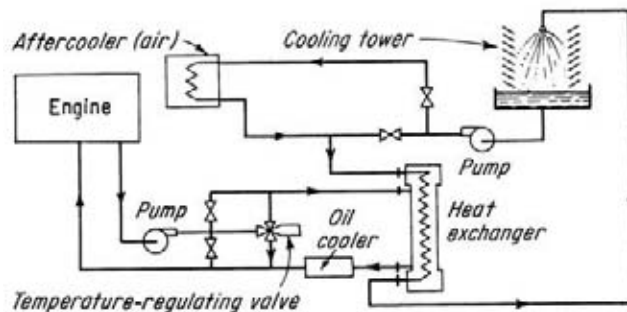 Aftercooler (air)
Cooling tower
Engine
Pump
Pump
Oil
cooler
Heat
exchanger
Temperature-regulating valve